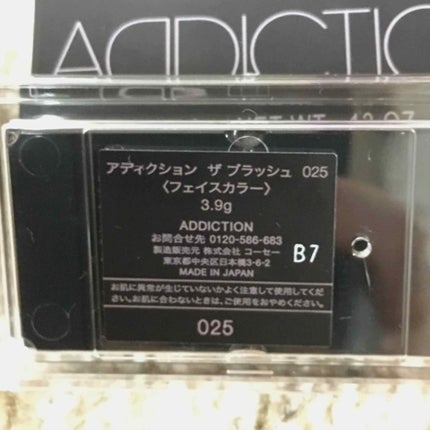 ADDICTIO
NET WT. .13 OZ
アディクション ザ ブラッシュ 025
〈フェイスカラー〉
3.9g
ADDICTION
お問合せ先 0120-586-683
製造販売元 株式会社 コーセー
東京都中央区日本橋3-6-2
MADE IN JAPAN
B7
お肌に異常が生じていないかよく注意して使用してくだ
さい。お肌に合わないときは、ご使用をおやめください。
025